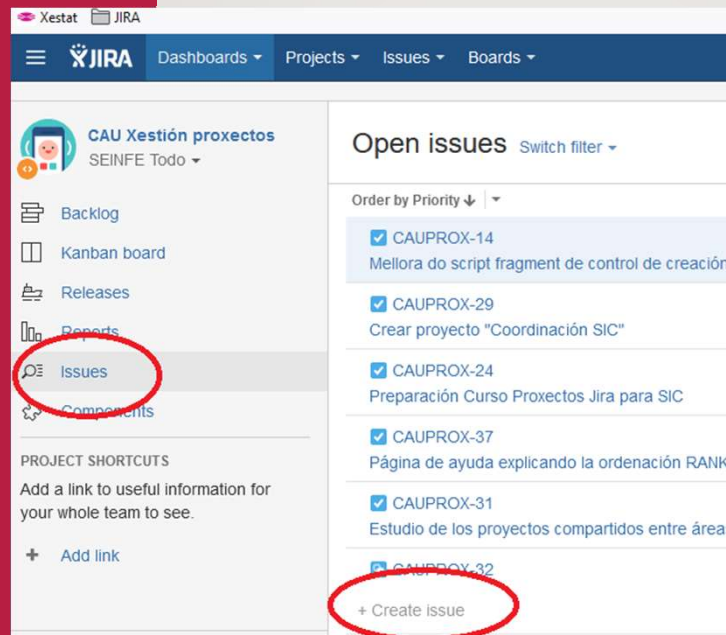 Xestat JIRA
JIRA Dashboards Projects Issues Boards
CAU Xestión proxectos
SEINFE Todo
Backlog
Kanban board
Releases
Reports
Issues
Components
PROJECT SHORTCUTS
Add a link to useful information for
your whole team to see.
+ Add link
Open issues Switch filter
Order by Priority
CAUPROX-14
Mellora do script fragment de control de creación
CAUPROX-29
Crear proyecto "Coordinación SIC"
CAUPROX-24
Preparación Curso Proxectos Jira para SIC
CAUPROX-37
Página de ayuda explicando la ordenación RANK
CAUPROX-31
Estudio de los proyectos compartidos entre área
CAUPROX-32
+ Create issue